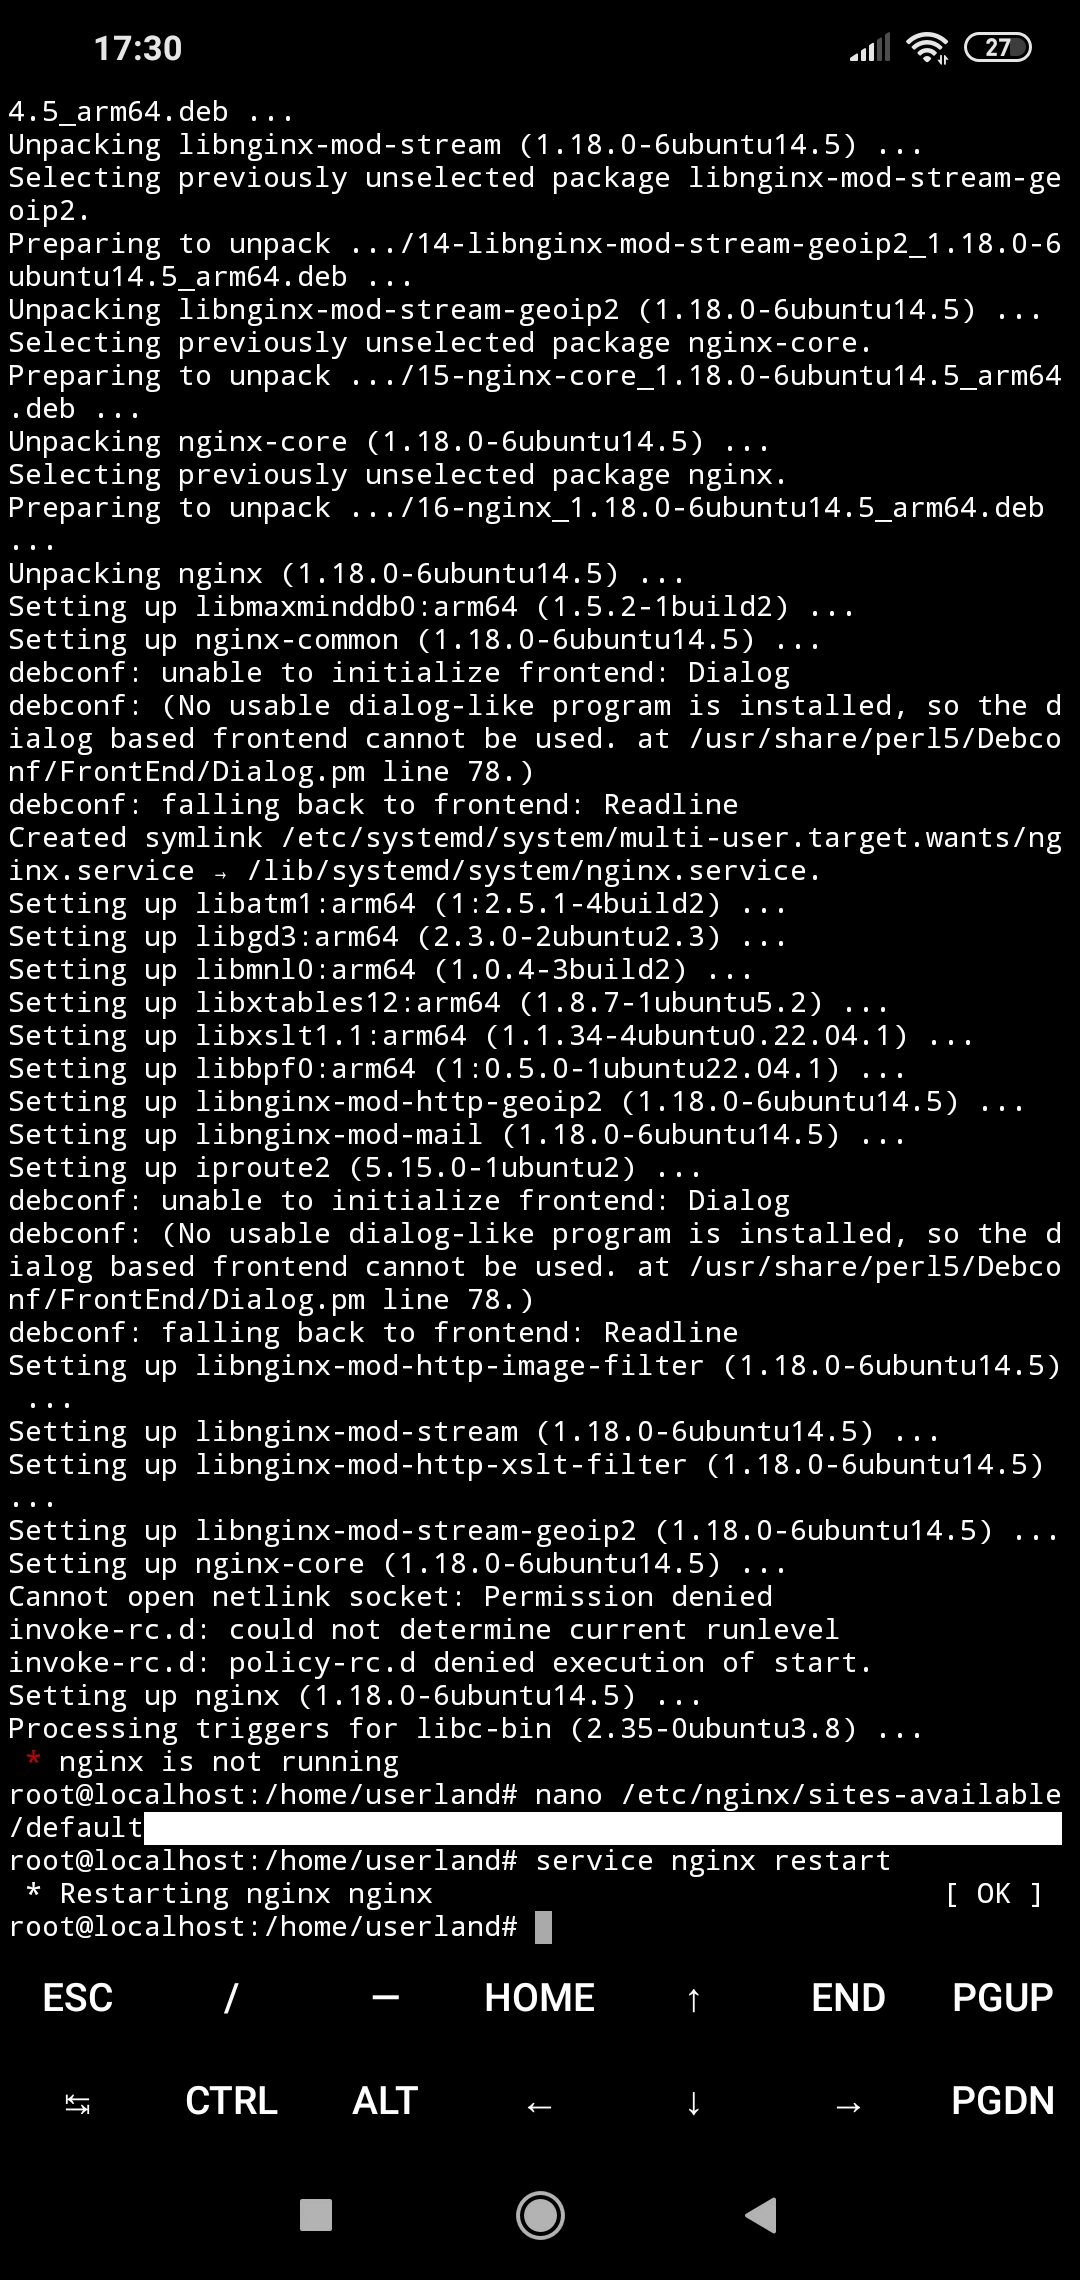 17:30
27
4.5_arm64.deb ...
Unpacking libnginx-mod-stream (1.18.0-6ubuntu14.5) ...
Selecting previously unselected package libnginx-mod-stream-ge
oip2.
Preparing to unpack .../14-libnginx-mod-stream-geoip2_1.18.0-6
ubuntu14.5_arm64.deb ...
Unpacking libnginx-mod-stream-geoip2 (1.18.0-6ubuntu14.5) ...
Selecting previously unselected package nginx-core.
Preparing to unpack .../15-nginx-core_1.18.0-6ubuntu14.5_arm64
.deb ...
Unpacking nginx-core (1.18.0-6ubuntu14.5) ...
Selecting previously unselected package nginx.
Preparing to unpack .../16-nginx_1.18.0-6ubuntu14.5_arm64.deb
...
Unpacking nginx (1.18.0-6ubuntu14.5) ...
Setting up libmaxminddb0:arm64 (1.5.2-1build2) ...
Setting up nginx-common (1.18.0-6ubuntu14.5) ...
debconf: unable to initialize frontend: Dialog
debconf: (No usable dialog-like program is installed, so the d
ialog based frontend cannot be used. at /usr/share/perl5/Debco
nf/FrontEnd/Dialog.pm line 78.)
debconf: falling back to frontend: Readline
Created symlink /etc/systemd/system/multi-user.target.wants/ng
inx.service → /lib/systemd/system/nginx.service.
Setting up libatm1:arm64 (1:2.5.1-4build2) ...
Setting up libgd3:arm64 (2.3.0-2ubuntu2.3) ...
Setting up libmnl0:arm64 (1.0.4-3build2) ...
Setting up libxtables12:arm64 (1.8.7-1ubuntu5.2) ...
Setting up libxslt1.1:arm64 (1.1.34-4ubuntu0.22.04.1) ...
Setting up libbpf0:arm64 (1:0.5.0-1ubuntu22.04.1) ...
Setting up libnginx-mod-http-geoip2 (1.18.0-6ubuntu14.5) ...
Setting up libnginx-mod-mail (1.18.0-6ubuntu14.5) ...
Setting up iproute2 (5.15.0-1ubuntu2) ...
debconf: unable to initialize frontend: Dialog
debconf: (No usable dialog-like program is installed, so the d
ialog based frontend cannot be used. at /usr/share/perl5/Debco
nf/FrontEnd/Dialog.pm line 78.)
debconf: falling back to frontend: Readline
Setting up libnginx-mod-http-image-filter (1.18.0-6ubuntu14.5)
 ...
Setting up libnginx-mod-stream (1.18.0-6ubuntu14.5) ...
Setting up libnginx-mod-http-xslt-filter (1.18.0-6ubuntu14.5)
...
Setting up libnginx-mod-stream-geoip2 (1.18.0-6ubuntu14.5) ...
Setting up nginx-core (1.18.0-6ubuntu14.5) ...
Cannot open netlink socket: Permission denied
invoke-rc.d: could not determine current runlevel
invoke-rc.d: policy-rc.d denied execution of start.
Setting up nginx (1.18.0-6ubuntu14.5) ...
Processing triggers for libc-bin (2.35-0ubuntu3.8) ...
 * nginx is not running
root@localhost:/home/userland# nano /etc/nginx/sites-available
/default
root@localhost:/home/userland# service nginx restart
 * Restarting nginx nginx [ OK ]
root@localhost:/home/userland#
ESC / — HOME ↑ END PGUP
↹ CTRL ALT ← ↓ → PGDN